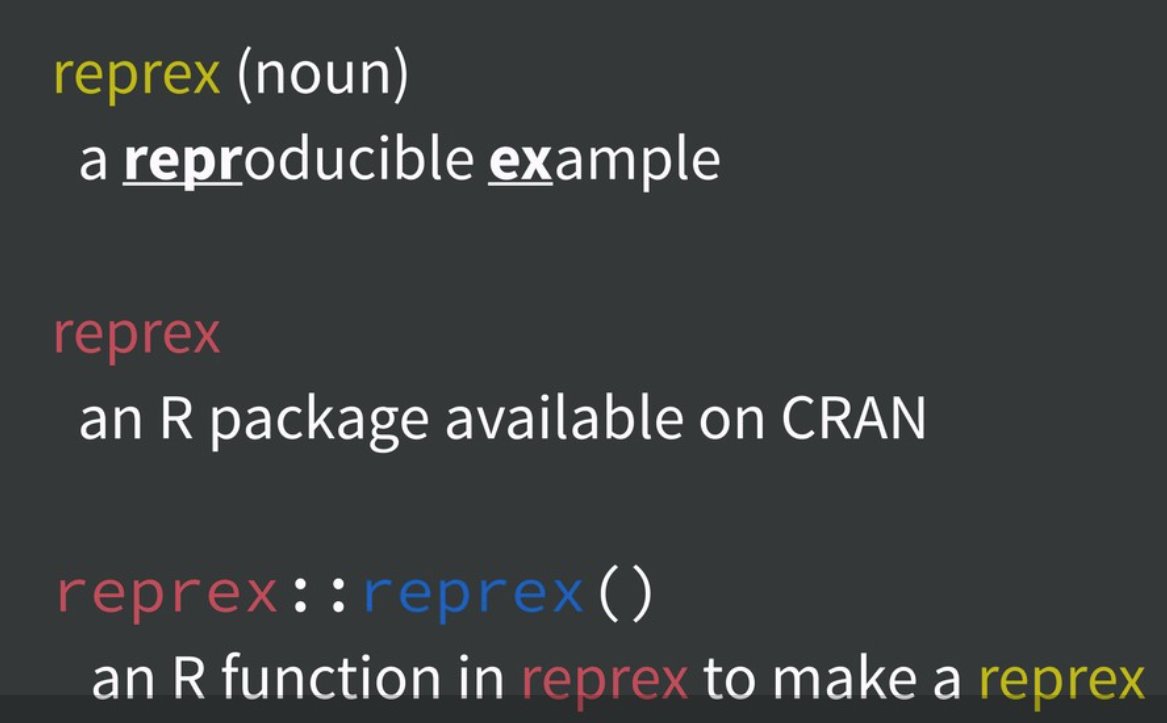 reprex (noun)
a reproducible example
reprex
an R package available on CRAN
reprex::reprex()
an R function in reprex to make a reprex